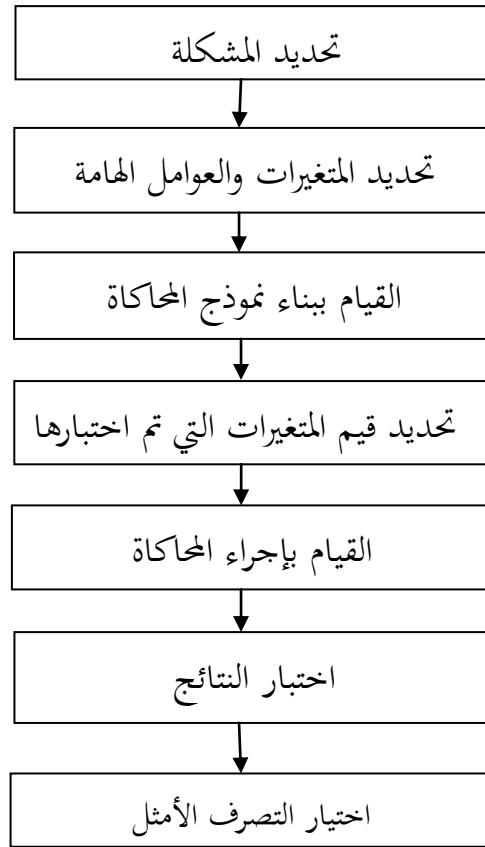 تحديد المشكلة
تحديد المتغيرات والعوامل الهامة
القيام ببناء نموذج المحاكاة
تحديد قيم المتغيرات التي تم اختبارها
القيام بإجراء المحاكاة
اختبار النتائج
اختيار التصرف الأمثل